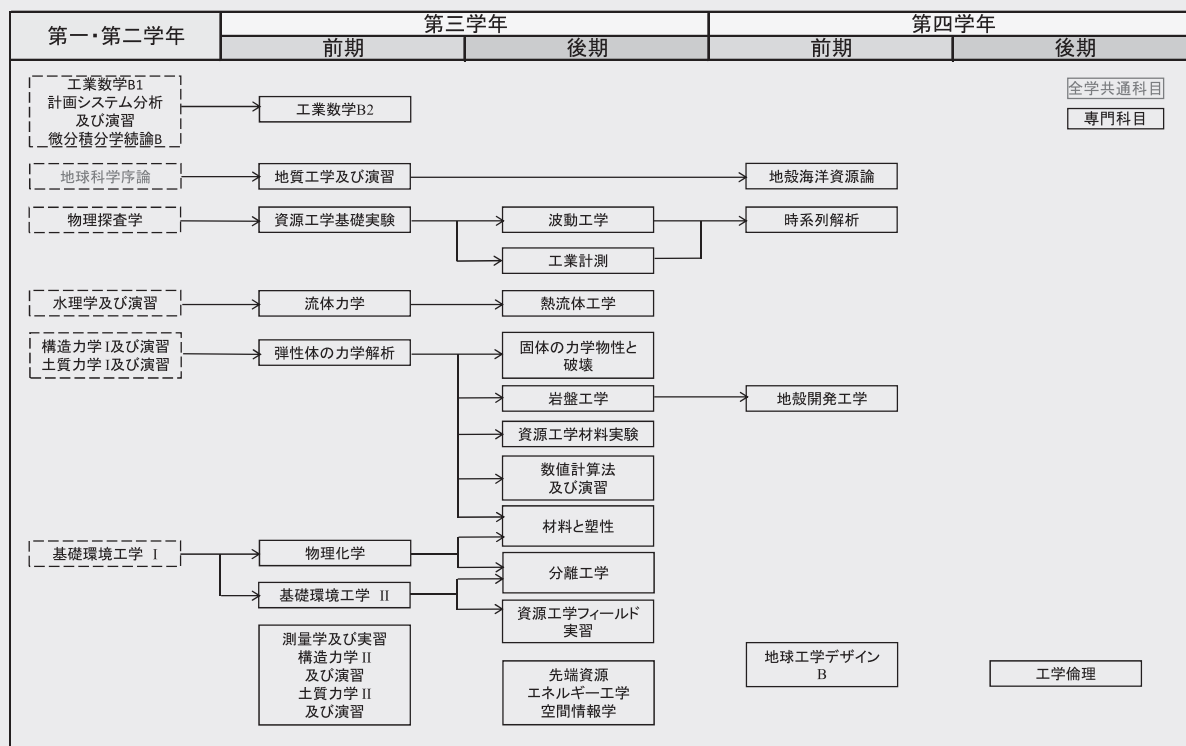 第一・第二学年
第三学年
第四学年
前期
後期
前期
後期
工業数学B1
計画システム分析
及び演習
微分積分学続論B
工業数学B2
全学共通科目
専門科目
地球科学序論
地質工学及び演習
地殻海洋資源論
物理探査学
資源工学基礎実験
波動工学
時系列解析
工業計測
水理学及び演習
流体力学
熱流体工学
構造力学 I 及び演習
土質力学 I 及び演習
弾性体の力学解析
固体の力学物性と
破壊
岩盤工学
地殻開発工学
資源工学材料実験
数値計算法
及び演習
材料と塑性
基礎環境工学 I
物理化学
分離工学
基礎環境工学 II
資源工学フィールド
実習
測量学及び実習
構造力学 II
及び演習
土質力学 II
及び演習
先端資源
エネルギー工学
空間情報学
地球工学デザイン
B
工学倫理